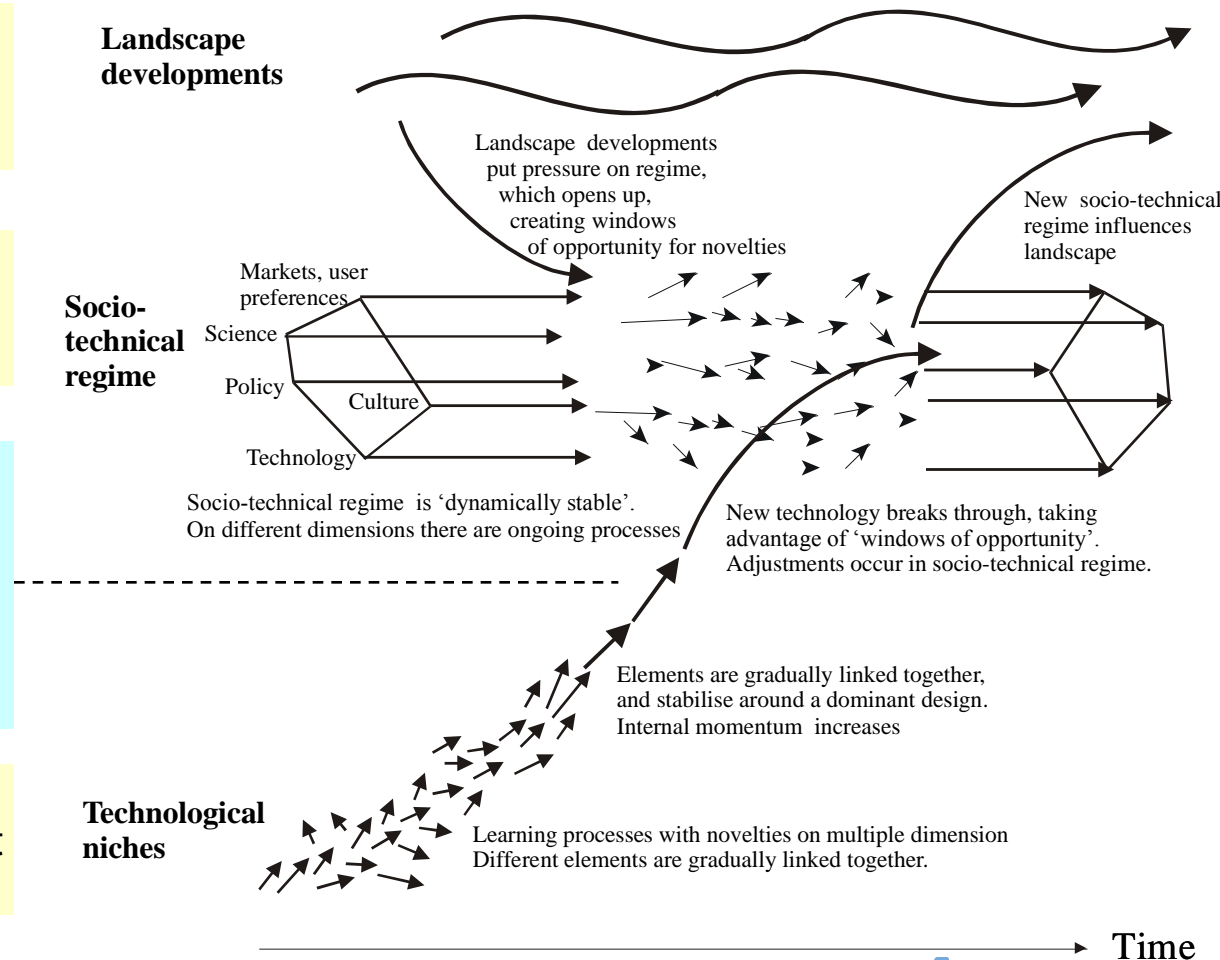 Landscape
developments
Landscape developments
put pressure on regime,
which opens up,
creating windows
of opportunity for novelties
New socio-technical
regime influences
landscape
Markets, user
preferences
Socio-
technical
regime
Science
Policy
Culture
Technology
Socio-technical regime is ‘dynamically stable’.
On different dimensions there are ongoing processes
New technology breaks through, taking
advantage of ‘windows of opportunity’.
Adjustments occur in socio-technical regime.
Elements are gradually linked together,
and stabilise around a dominant design.
Internal momentum increases
Technological
niches
Learning processes with novelties on multiple dimension
Different elements are gradually linked together.
Time